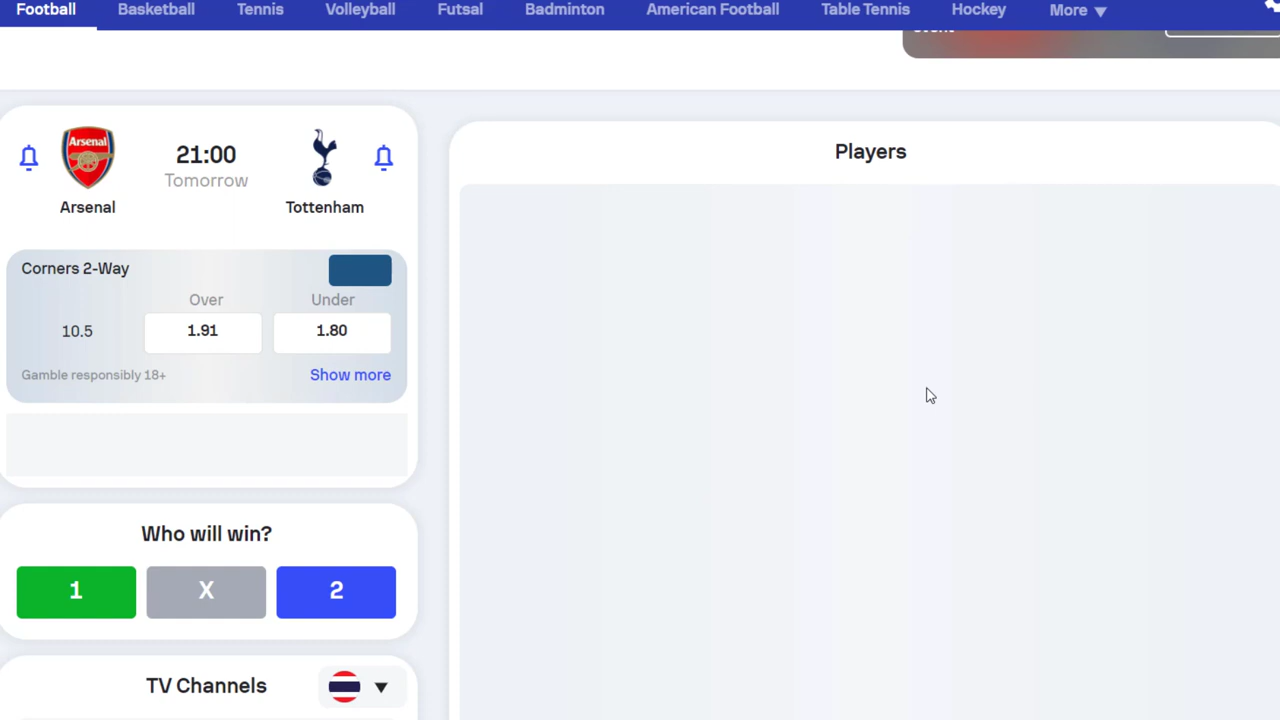 Football Basketball Tennis Volleyball Futsal Badminton American Football Table Tennis Hockey More ▼
Players
Arsenal
21:00
Tomorrow
Arsenal
Tottenham
Corners 2-Way
Over Under
10.5 1.91 1.80
Gamble responsibly 18+ Show more
Who will win?
1 X 2
TV Channels